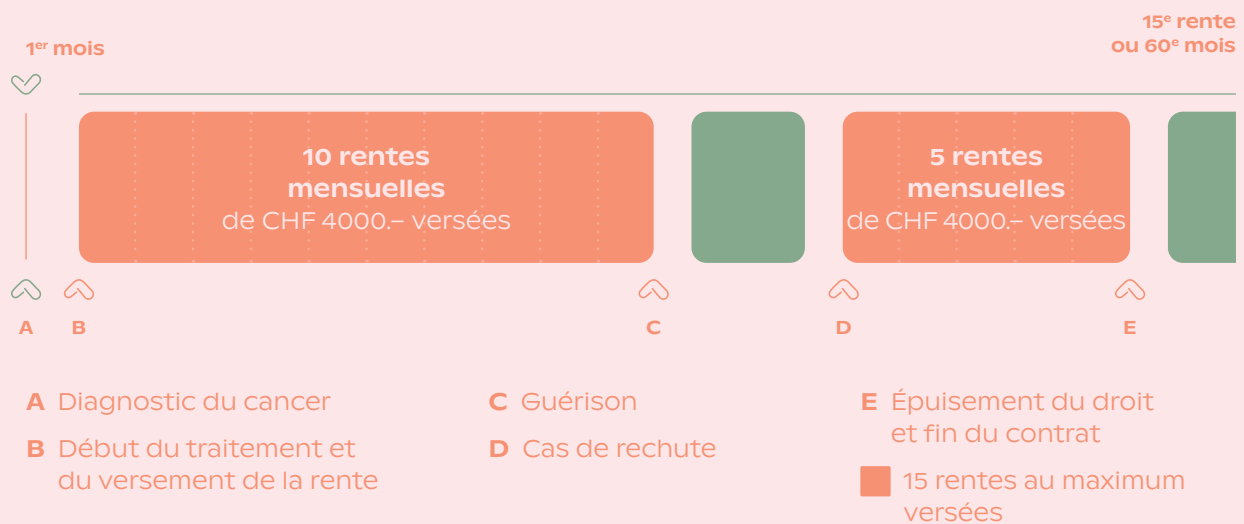 1er mois
15e rente
ou 60e mois
10 rentes
mensuelles
de CHF 4000.– versées
5 rentes
mensuelles
de CHF 4000.– versées
A
B
C
D
E
A Diagnostic du cancer
B Début du traitement et
du versement de la rente
C Guérison
D Cas de rechute
E Épuisement du droit
et fin du contrat
15 rentes au maximum
versées